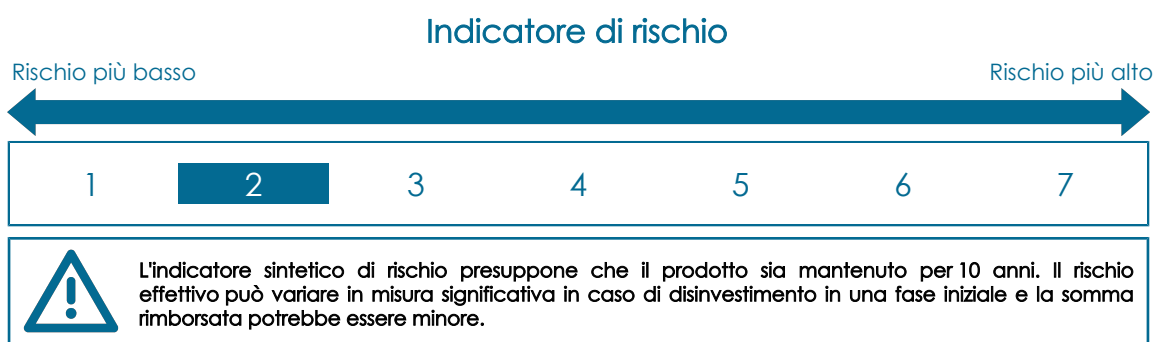 Indicatore di rischio
Rischio più basso
Rischio più alto
1 2 3 4 5 6 7
L'indicatore sintetico di rischio presuppone che il prodotto sia mantenuto per 10 anni. Il rischio
effettivo può variare in misura significativa in caso di disinvestimento in una fase iniziale e la somma
rimborsata potrebbe essere minore.